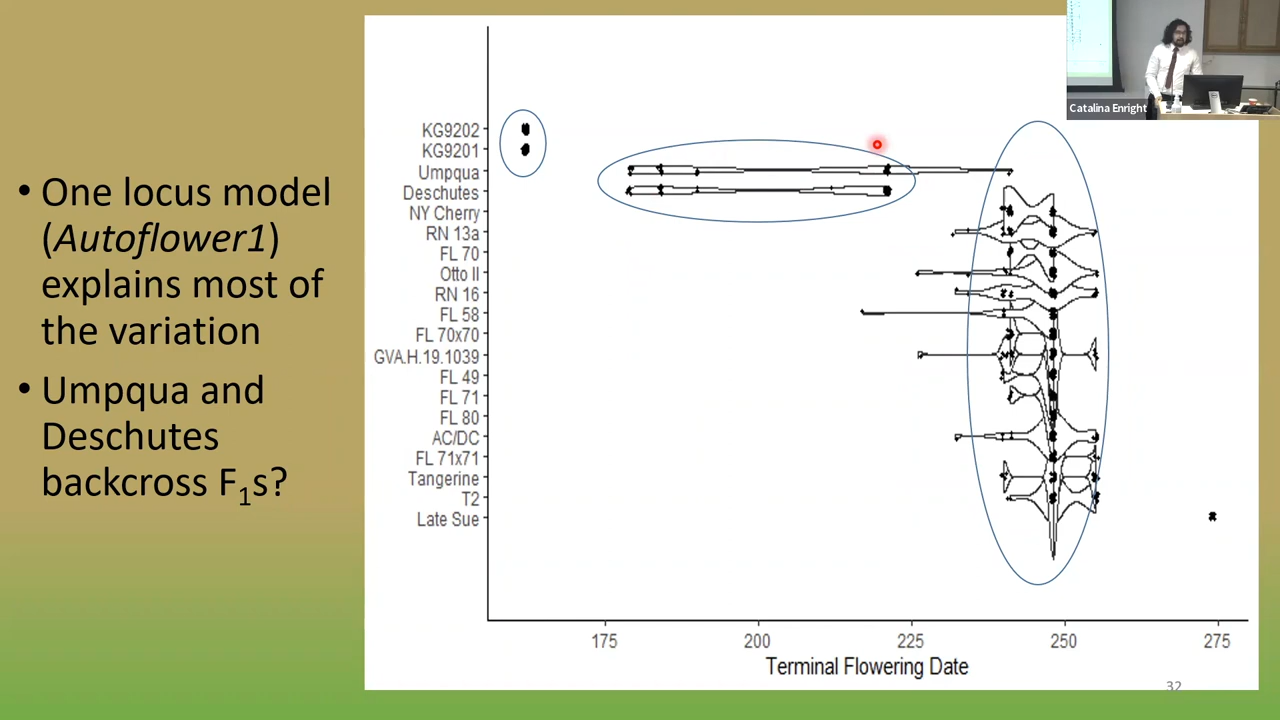 • One locus model
(Autoflower1)
explains most of
the variation
• Umpqua and
Deschutes
backcross F1s?
KG9202
KG9201
Umpqua
Deschutes
NY Cherry
RN 13a
FL 70
Otto II
RN 16
FL 58
FL 70x70
GVA.H.19.1039
FL 49
FL 71
FL 80
AC/DC
FL 71x71
Tangerine
T2
Late Sue
175 200 225 250 275
Terminal Flowering Date
32
Catalina Enright